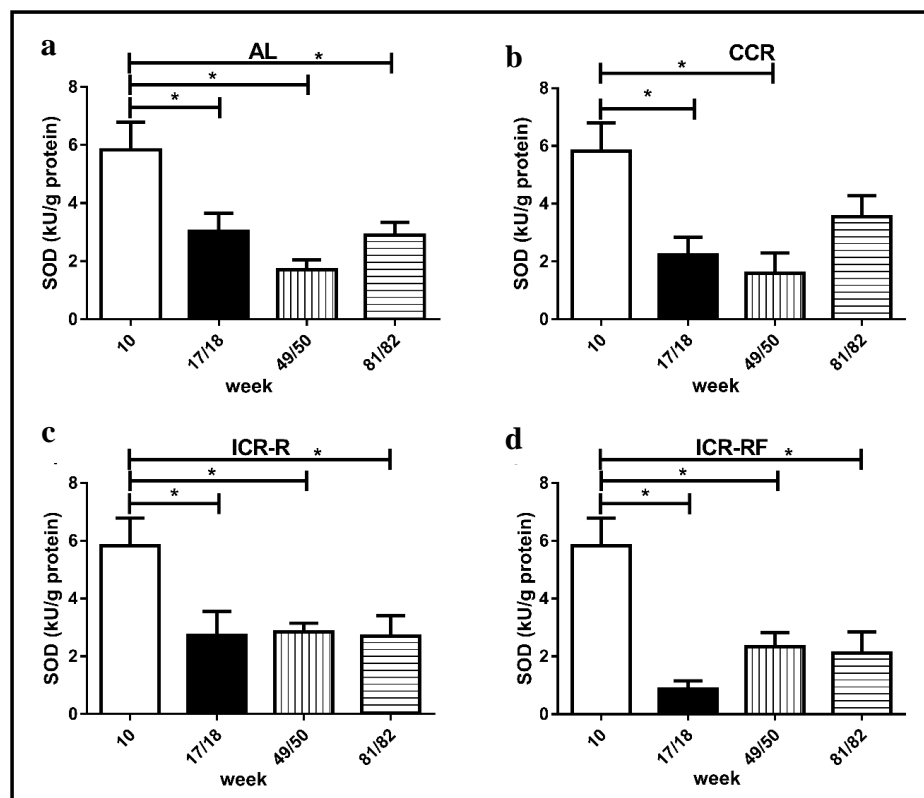 a
AL
*
*
*
SOD (kU/g protein)
8
6
4
2
0
10
17/18
49/50
81/82
week
b
CCR
*
*
SOD (kU/g protein)
8
6
4
2
0
10
17/18
49/50
81/82
week
c
ICR-R
*
*
*
SOD (kU/g protein)
8
6
4
2
0
10
17/18
49/50
81/82
week
d
ICR-RF
*
*
*
SOD (kU/g protein)
8
6
4
2
0
10
17/18
49/50
81/82
week